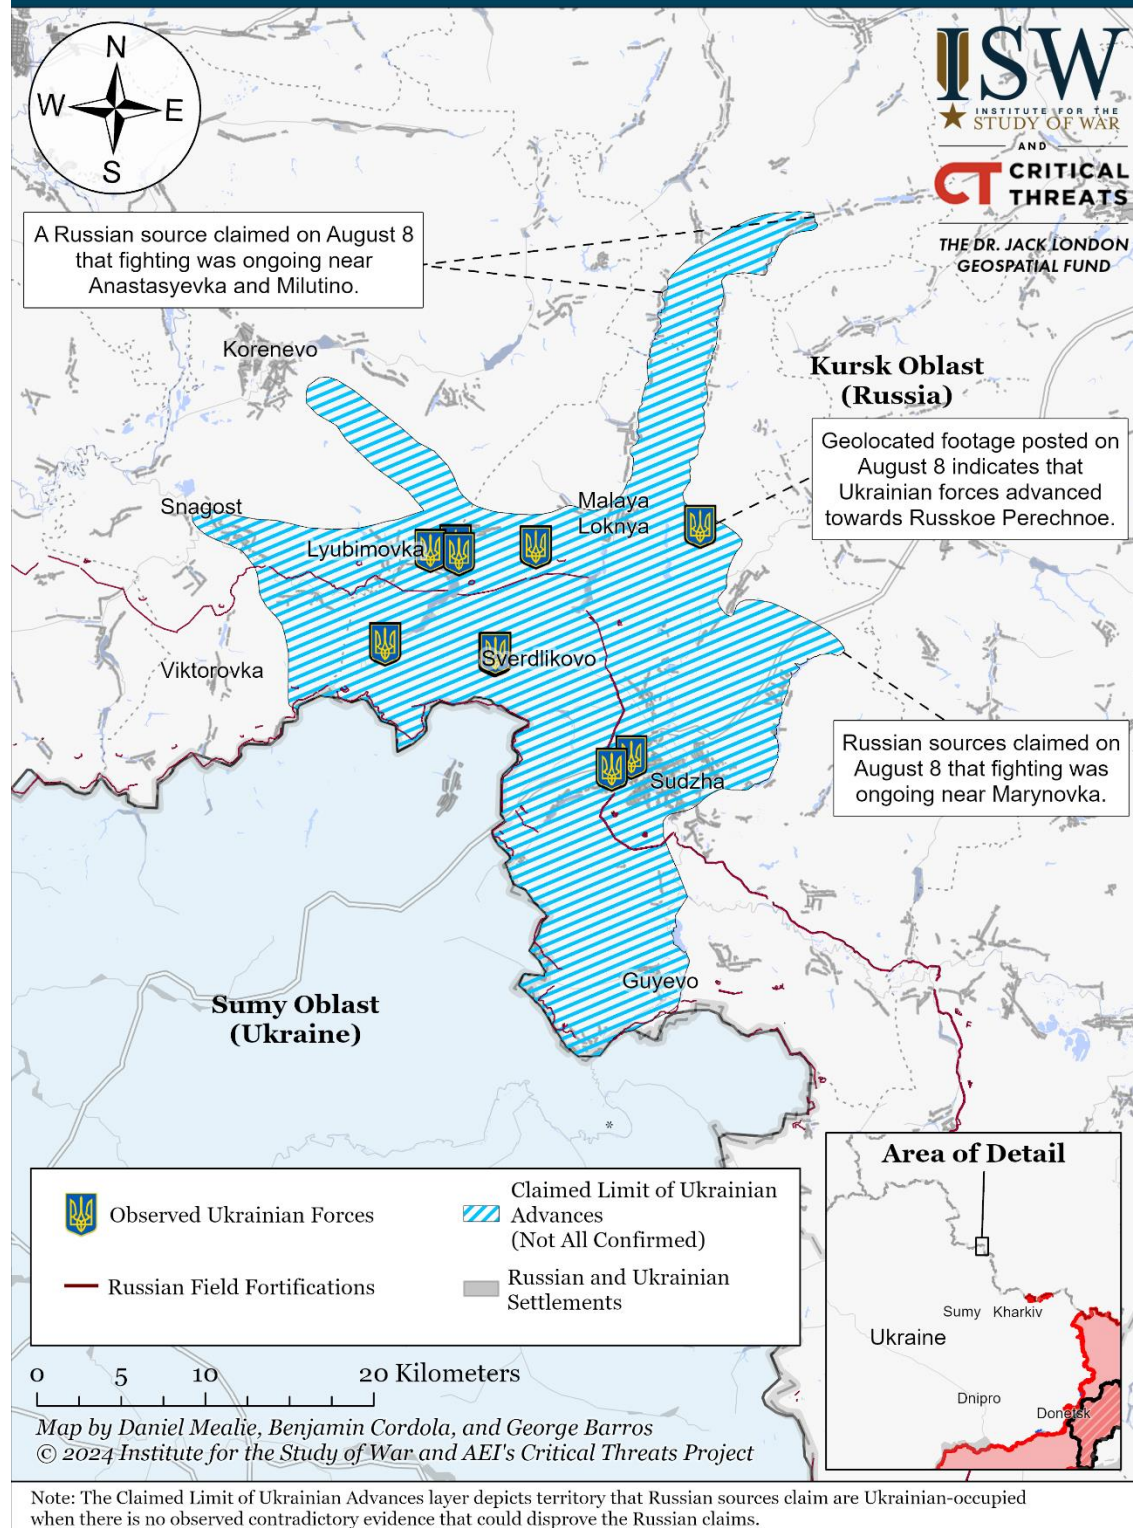 N
W
E
S
ISW
INSTITUTE FOR THE
STUDY OF WAR
AND
CT CRITICAL
THREATS
THE DR. JACK LONDON
GEOSPATIAL FUND
A Russian source claimed on August 8
that fighting was ongoing near
Anastasyevka and Milutino.
Korenevo
Kursk Oblast
(Russia)
Geolocated footage posted on
August 8 indicates that
Ukrainian forces advanced
towards Russkoe Perechnoe.
Snagost
Malaya
Loknya
Lyubimovka
Viktorovka
Sverdlikovo
Russian sources claimed on
August 8 that fighting was
ongoing near Marynovka.
Sudzha
Guyevo
Sumy Oblast
(Ukraine)
*
Observed Ukrainian Forces
Claimed Limit of Ukrainian
Advances
(Not All Confirmed)
Russian Field Fortifications
Russian and Ukrainian
Settlements
Area of Detail
Sumy
Kharkiv
Ukraine
Dnipro
Donetsk
0 5 10 20 Kilometers
Map by Daniel Mealie, Benjamin Cordola, and George Barros
© 2024 Institute for the Study of War and AEI's Critical Threats Project
Note: The Claimed Limit of Ukrainian Advances layer depicts territory that Russian sources claim are Ukrainian-occupied
when there is no observed contradictory evidence that could disprove the Russian claims.